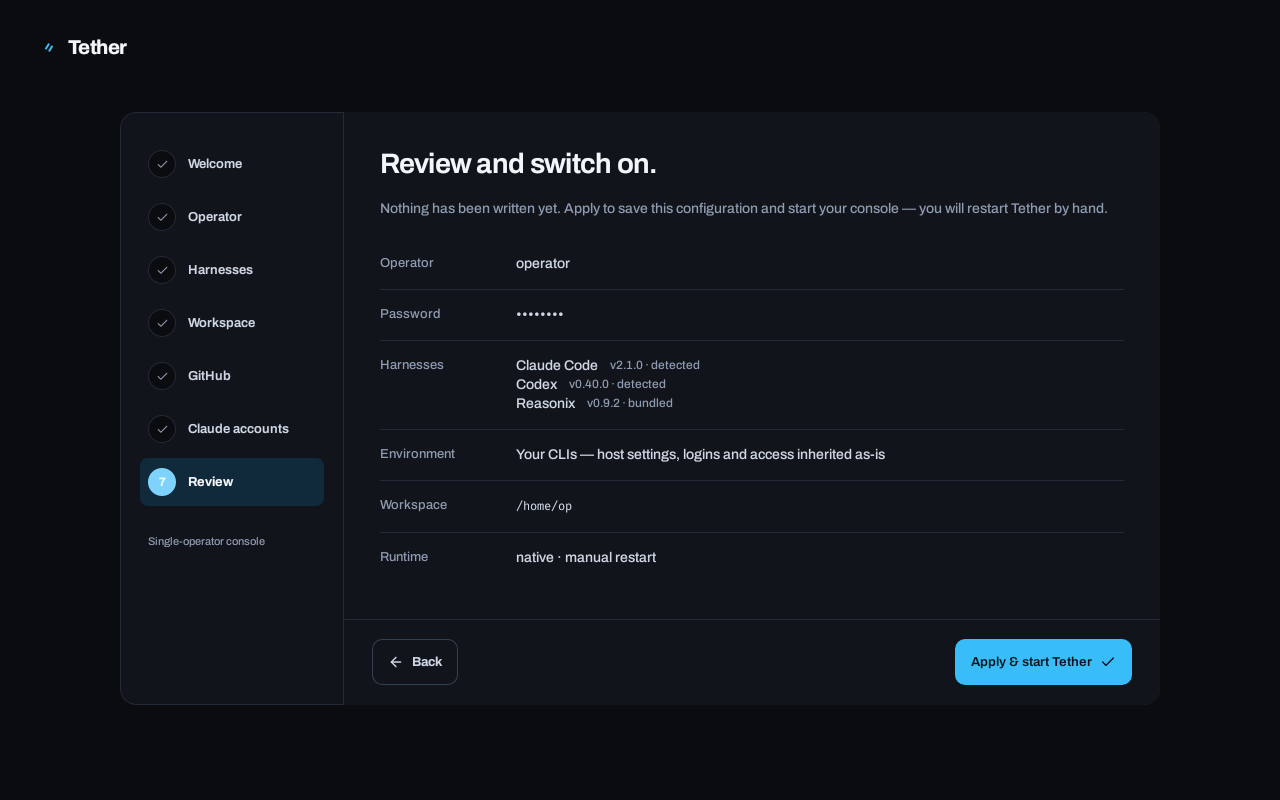 Tether
Welcome
Operator
Harnesses
Workspace
GitHub
Claude accounts
7 Review
Single-operator console
Review and switch on.
Nothing has been written yet. Apply to save this configuration and start your console — you will restart Tether by hand.
Operator operator
Password ••••••••
Harnesses Claude Code v2.1.0 · detected
Codex v0.40.0 · detected
Reasonix v0.9.2 · bundled
Environment Your CLIs — host settings, logins and access inherited as-is
Workspace /home/op
Runtime native · manual restart
Back
Apply & start Tether